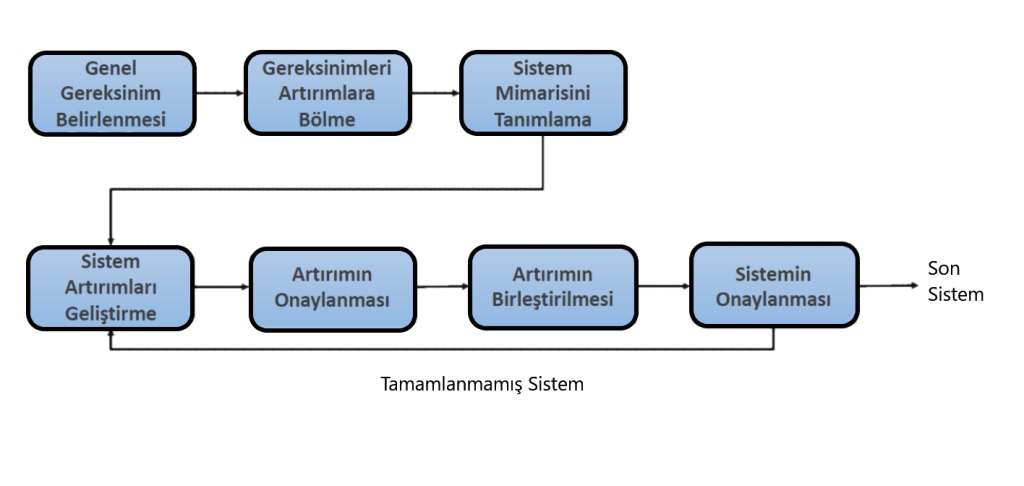 Genel
Gereksinim
Belirlenmesi
Gereksinimleri
Artırımlara
Bölme
Sistem
Mimarisini
Tanımlama
Sistem
Artırımları
Geliştirme
Artırımın
Onaylanması
Artırımın
Birleştirilmesi
Sistemin
Onaylanması
Son
Sistem
Tamamlanmamış Sistem